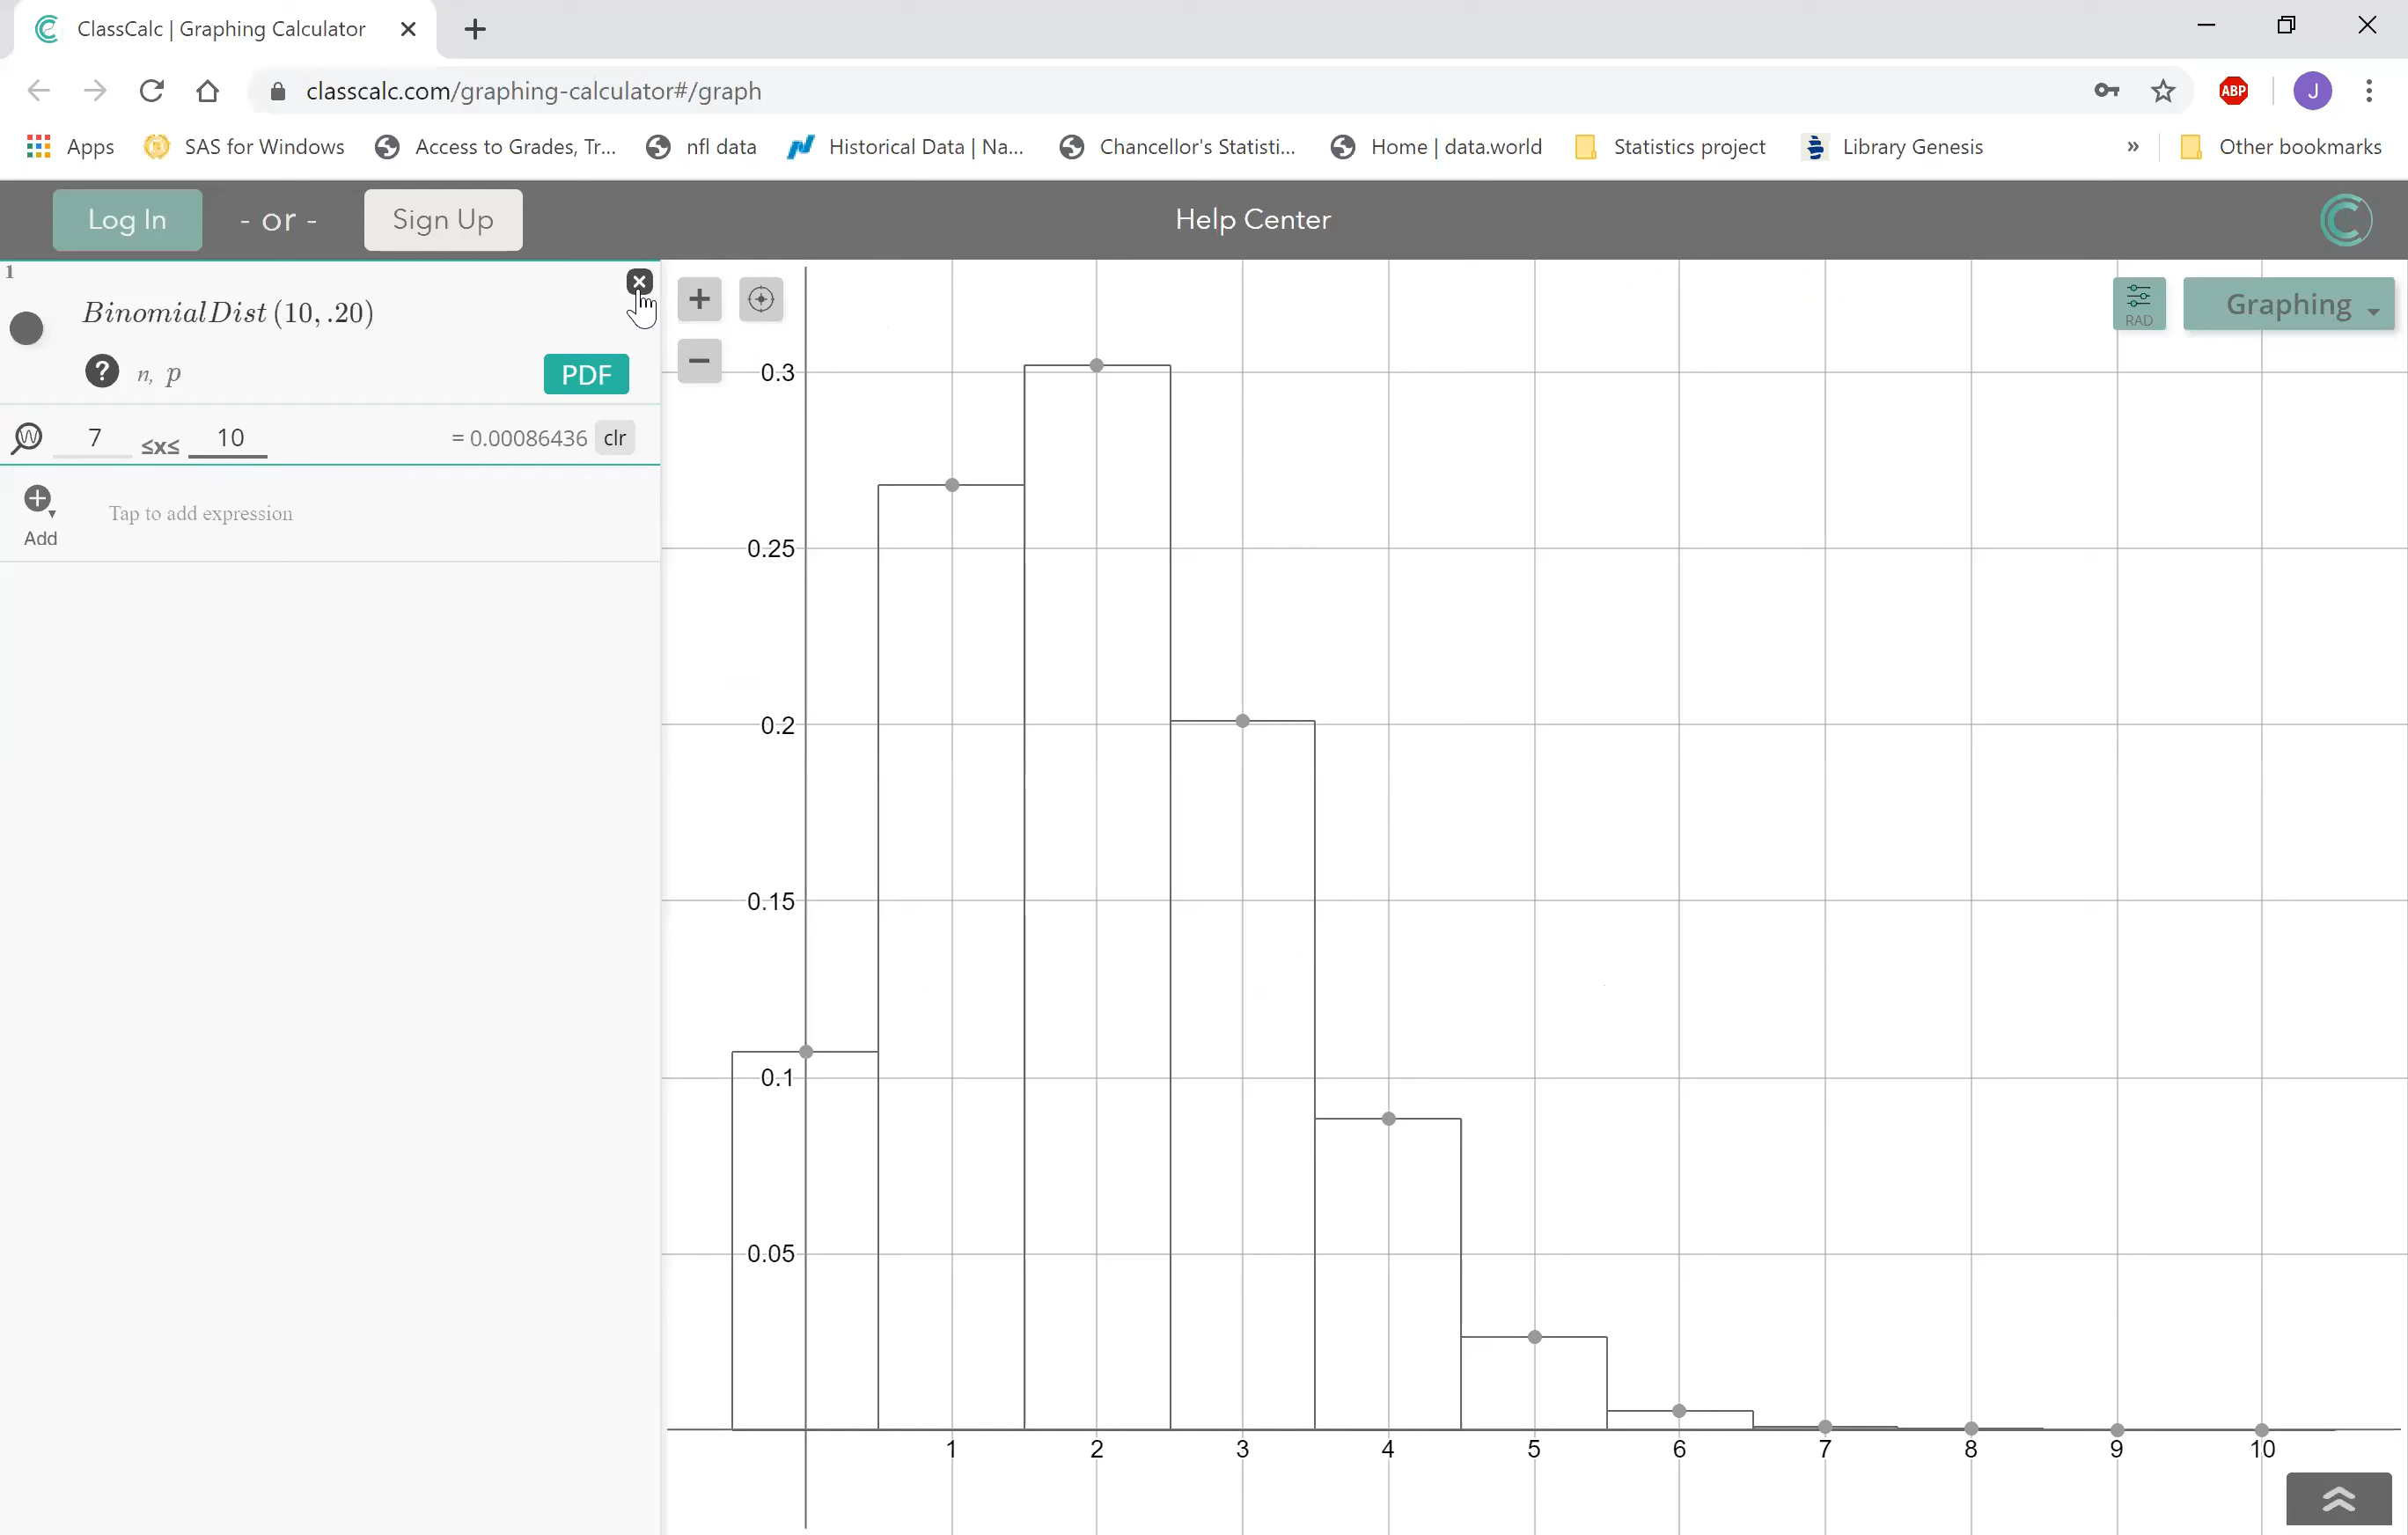 ClassCalc | Graphing Calculator
classcalc.com/graphing-calculator#/graph
ABP
J
Apps SAS for Windows Access to Grades, Tr... nfl data Historical Data | Na... Chancellor's Statisti... Home | data.world Statistics project Library Genesis » Other bookmarks
Log In - or - Sign Up Help Center
1
BinomialDist (10, .20)
? n, p PDF
7 ≤x≤ 10 = 0.00086436 clr
Add Tap to add expression
RAD
Graphing
0.3
0.25
0.2
0.15
0.1
0.05
1 2 3 4 5 6 7 8 9 10